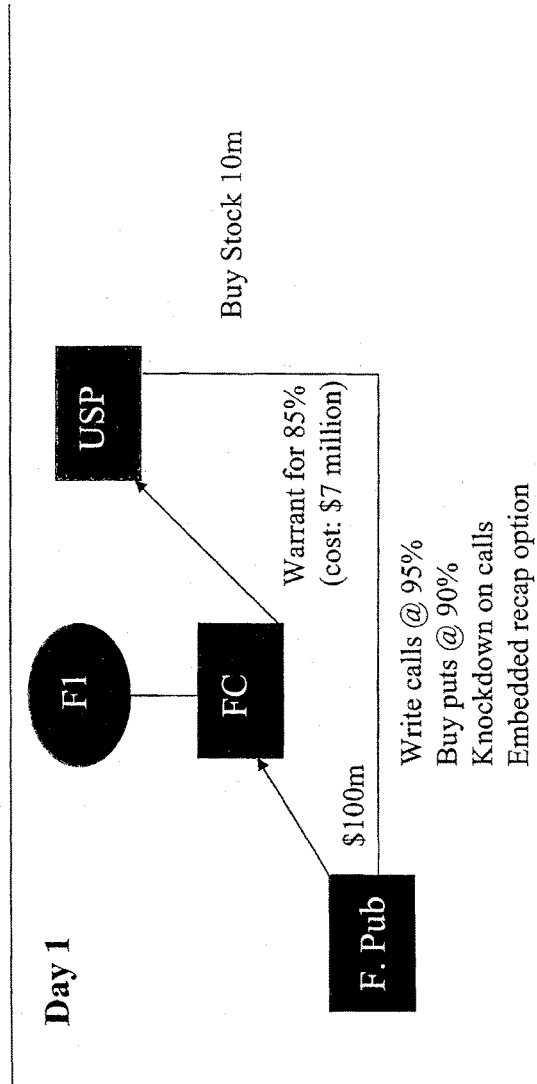 Day 1
F1
USP
FC
Buy Stock 10m
Warrant for 85%
(cost: $7 million)
$100m
F. Pub
Write calls @ 95%
Buy puts @ 90%
Knockdown on calls
Embedded recap option